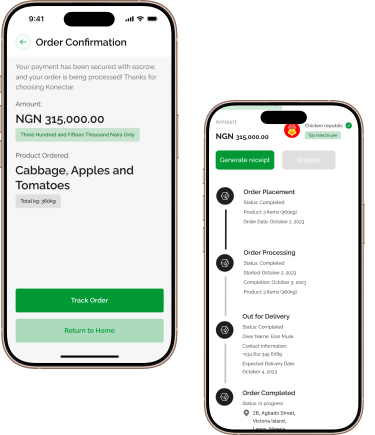 9:41
Order Confirmation
Your payment has been secured with escrow,
and your order is being processed! Thanks for
choosing Konectar.
Amount:
NGN 315,000.00
Three Hundred and Fifteen Thousand Naira Only
Product Ordered:
Cabbage, Apples and
Tomatoes
Total kg: 360kg
Track Order
Return to Home
Amount:
NGN 315,000.00
Chicken republic
Top rated buyer
Generate receipt
Dispute
Order Placement
Status: Completed
Product: 3 Items (360kg)
Order Date: October 2, 2023
Order Processing
Status: Completed
Started: October 2, 2023
Completion: October 3, 2023
Product: 3 Items (360kg)
Out for Delivery
Status: Completed
Diver Name: Elon Musk
Contact Information:
+234 812 345 6789
Expected Delivery Date:
October 4, 2023
Order Completed
Status: In progress
2B, Agbado Street,
Victoria Island,
Lagos, Nigeria